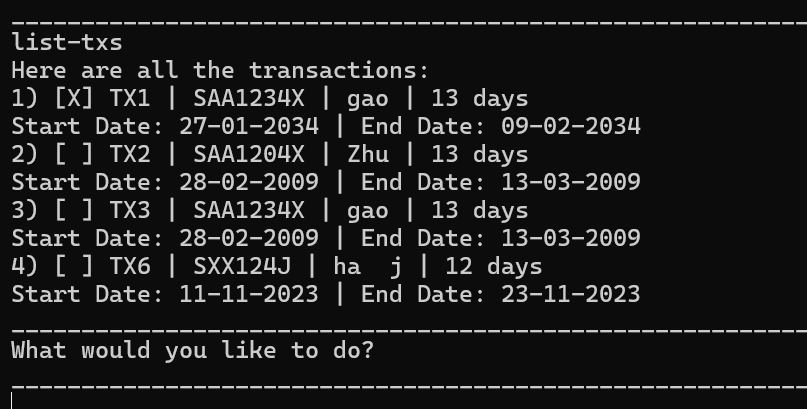 list-txs
Here are all the transactions:
1) [X] TX1 | SAA1234X | gao | 13 days
Start Date: 27-01-2034 | End Date: 09-02-2034
2) [ ] TX2 | SAA1204X | Zhu | 13 days
Start Date: 28-02-2009 | End Date: 13-03-2009
3) [ ] TX3 | SAA1234X | gao | 13 days
Start Date: 28-02-2009 | End Date: 13-03-2009
4) [ ] TX6 | SXX124J | ha  j | 12 days
Start Date: 11-11-2023 | End Date: 23-11-2023
What would you like to do?